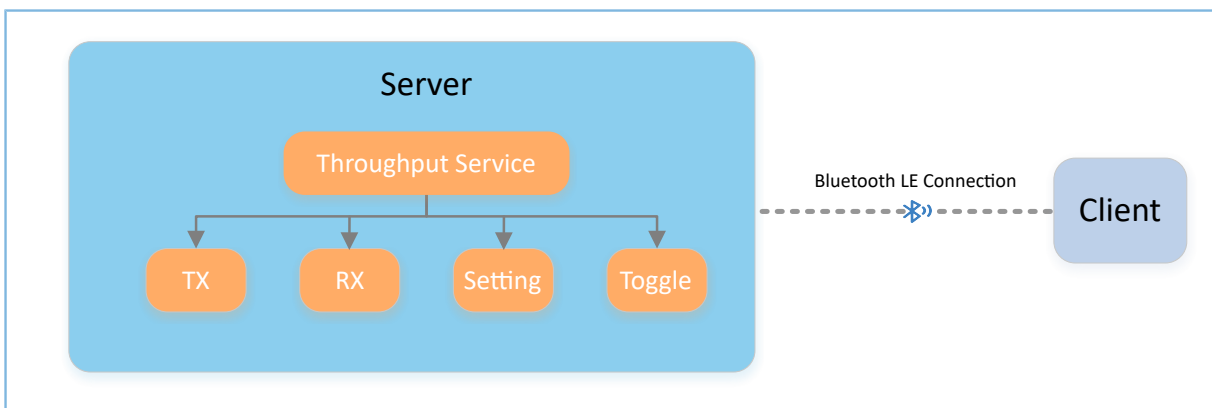 Server
Throughput Service
Bluetooth LE Connection
Client
TX
RX
Setting
Toggle